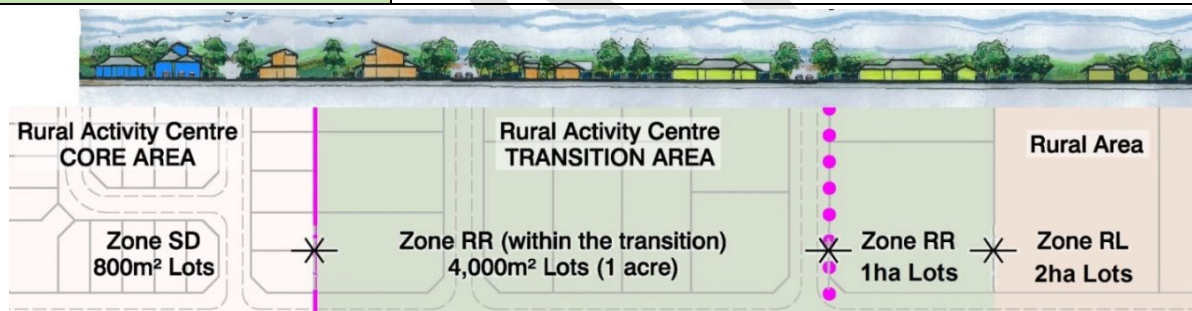 Rural Activity Centre
CORE AREA
Rural Activity Centre
TRANSITION AREA
Rural Area
Zone SD
800m² Lots
Zone RR (within the transition)
4,000m² Lots (1 acre)
Zone RR
1ha Lots
Zone RL
2ha Lots